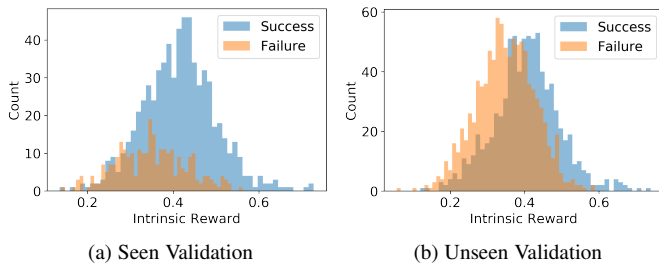 Success
Failure
40
30
20
10
0
Count
0.2
0.4
0.6
Intrinsic Reward
(a) Seen Validation
Success
Failure
60
40
20
0
Count
0.2
0.4
0.6
Intrinsic Reward
(b) Unseen Validation